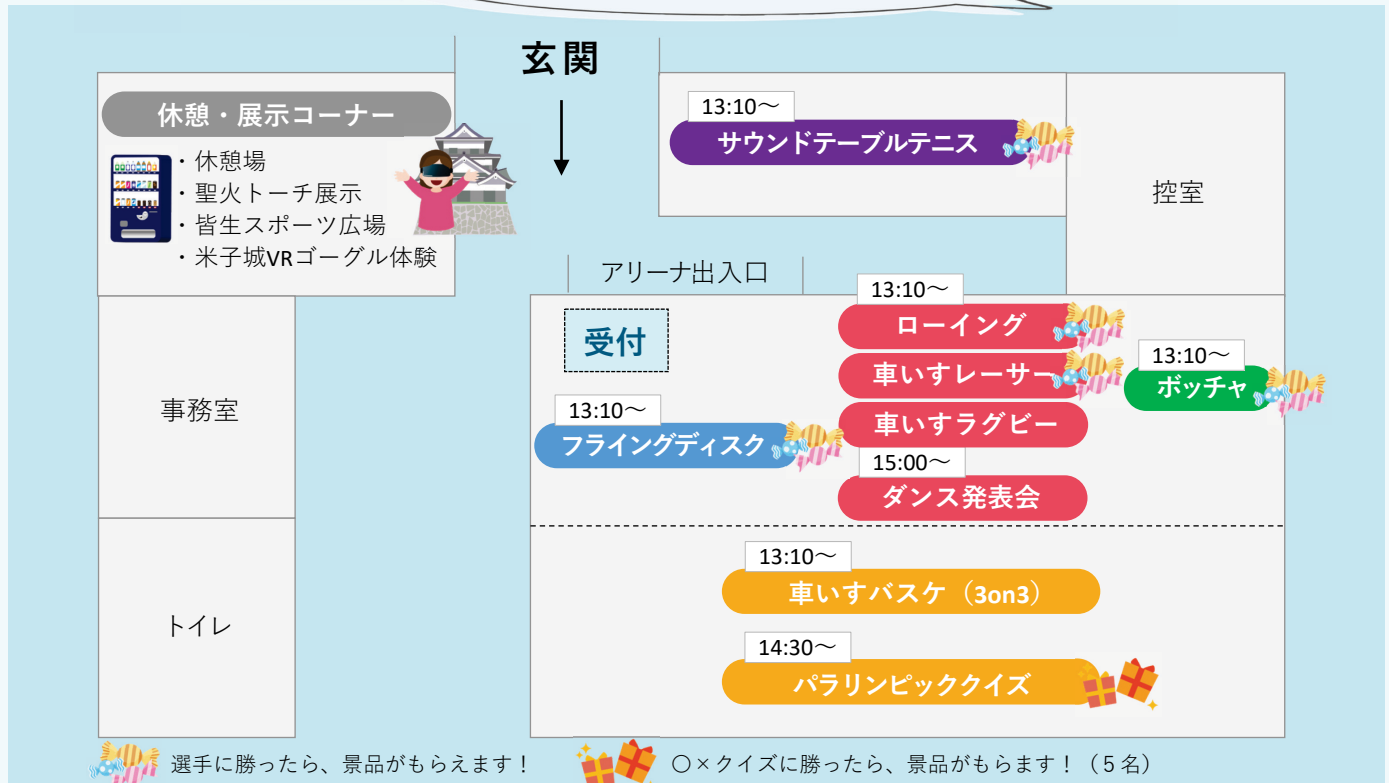 玄関
休憩・展示コーナー
・休憩場
・聖火トーチ展示
・皆生スポーツ広場
・米子城VRゴーグル体験
13:10～
サウンドテーブルテニス
控室
アリーナ出入口
受付
13:10～
ローイング
車いすレーサー
車いすラグビー
13:10～
ボッチャ
13:10～
フライングディスク
15:00～
ダンス発表会
事務室
トイレ
13:10～
車いすバスケ（3on3）
14:30～
パラリンピッククイズ
選手に勝ったら、景品がもらえます！
〇×クイズに勝ったら、景品がもらます！（５名）